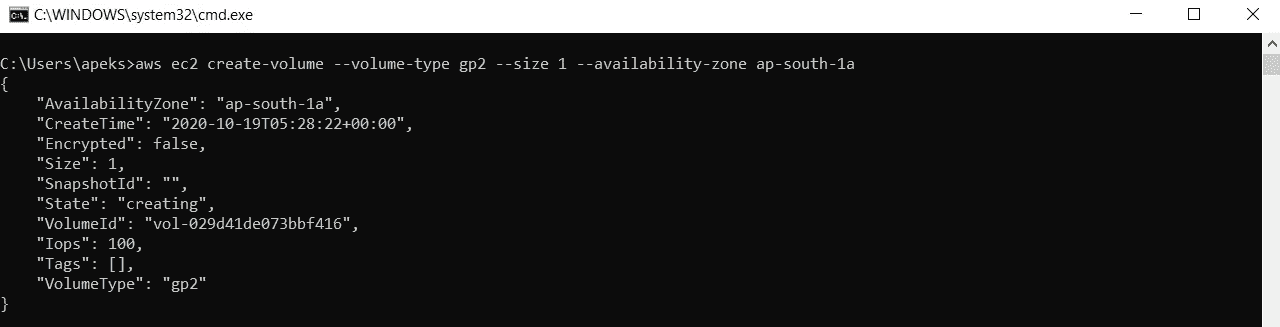 C:\WINDOWS\system32\cmd.exe
C:\Users\apeks>aws ec2 create-volume --volume-type gp2 --size 1 --availability-zone ap-south-1a
{
    "AvailabilityZone": "ap-south-1a",
    "CreateTime": "2020-10-19T05:28:22+00:00",
    "Encrypted": false,
    "Size": 1,
    "SnapshotId": "",
    "State": "creating",
    "VolumeId": "vol-029d41de073bbf416",
    "Iops": 100,
    "Tags": [],
    "VolumeType": "gp2"
}